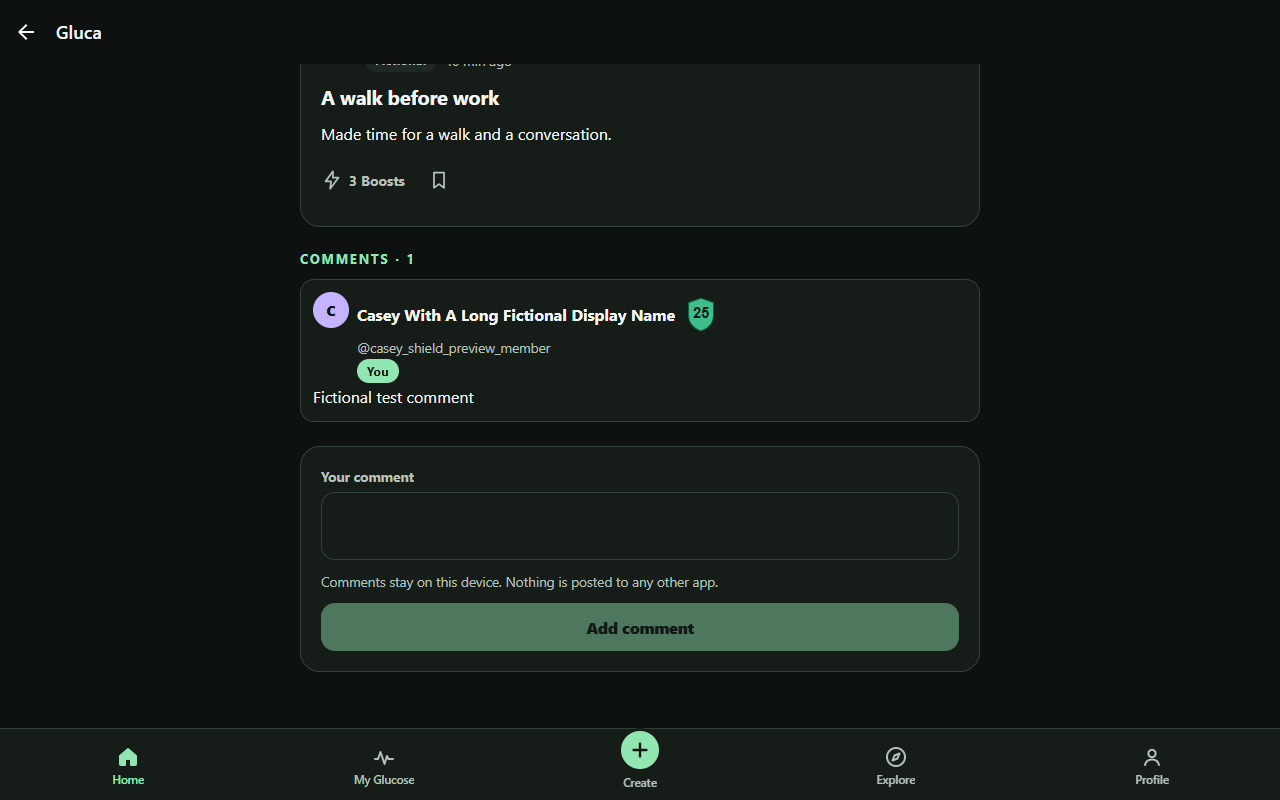 Gluca
A walk before work
Made time for a walk and a conversation.
3 Boosts
COMMENTS · 1
C
Casey With A Long Fictional Display Name
25
@casey_shield_preview_member
You
Fictional test comment
Your comment
Comments stay on this device. Nothing is posted to any other app.
Add comment
Home
My Glucose
Create
Explore
Profile